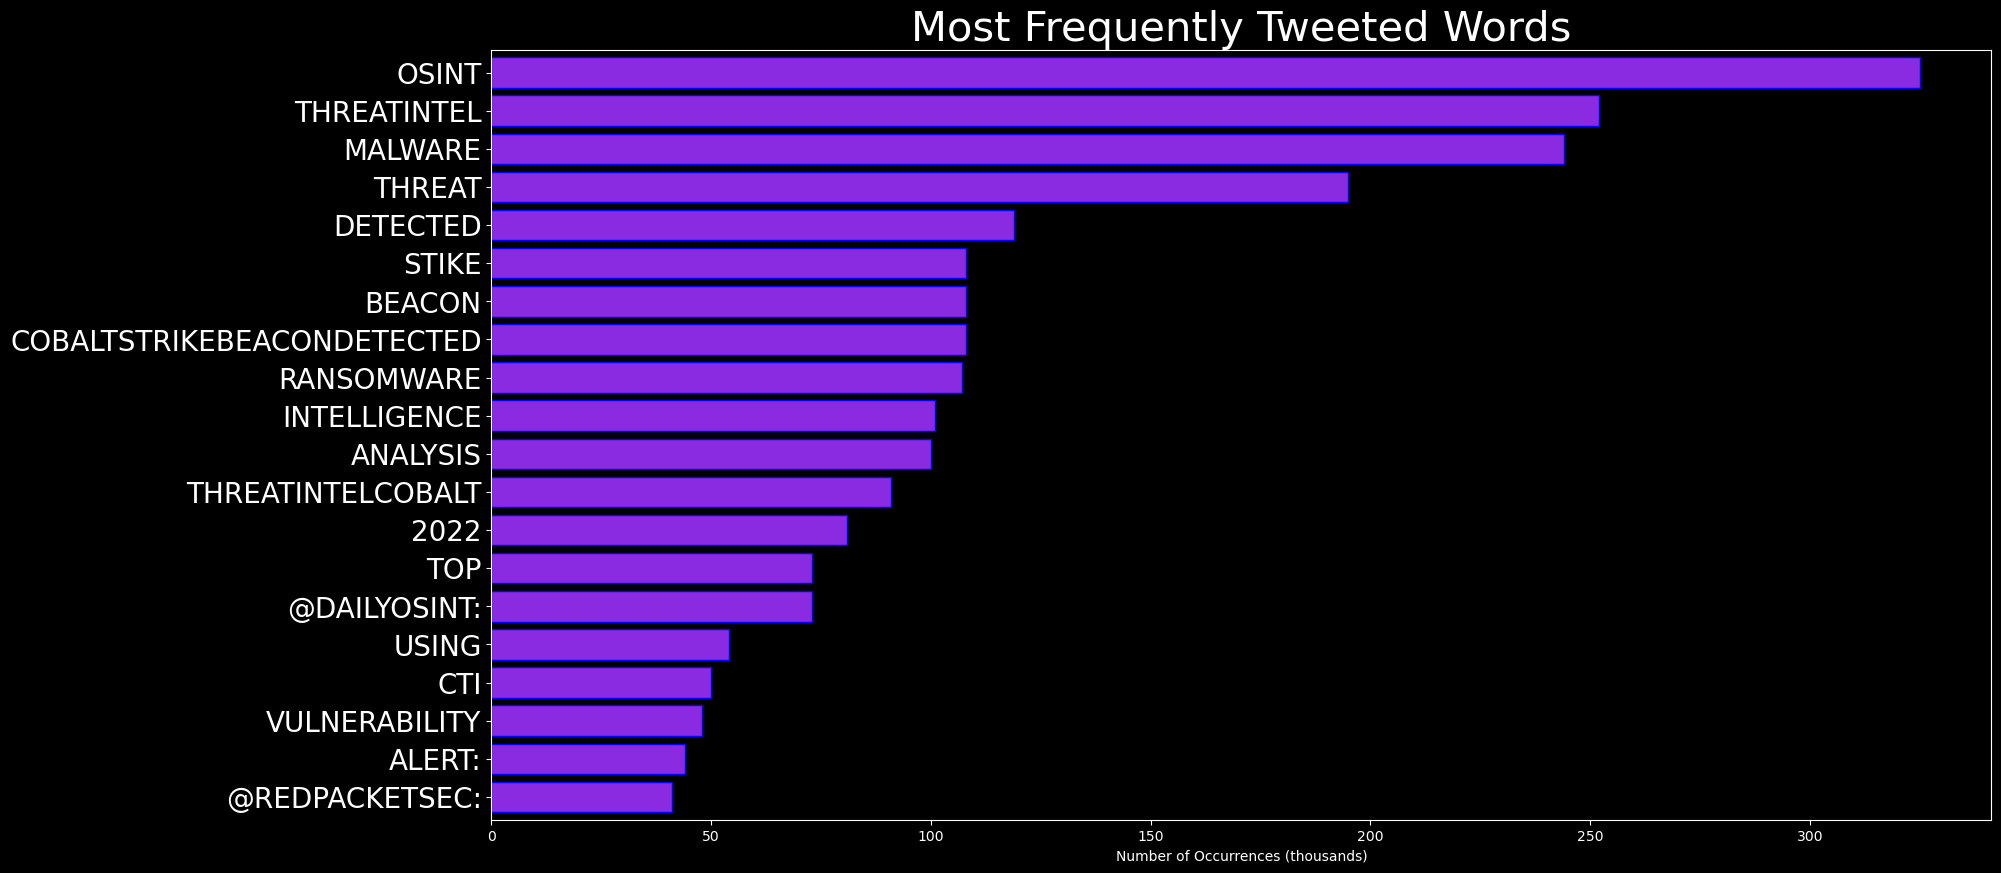 Most Frequently Tweeted Words
OSINT
THREATINTEL
MALWARE
THREAT
DETECTED
STIKE
BEACON
COBALTSTRIKEBEACONDETECTED
RANSOMWARE
INTELLIGENCE
ANALYSIS
THREATINTELCOBALT
2022
TOP
@DAILYOSINT:
USING
CTI
VULNERABILITY
ALERT:
@REDPACKETSEC:
0 50 100 150 200 250 300
Number of Occurrences (thousands)